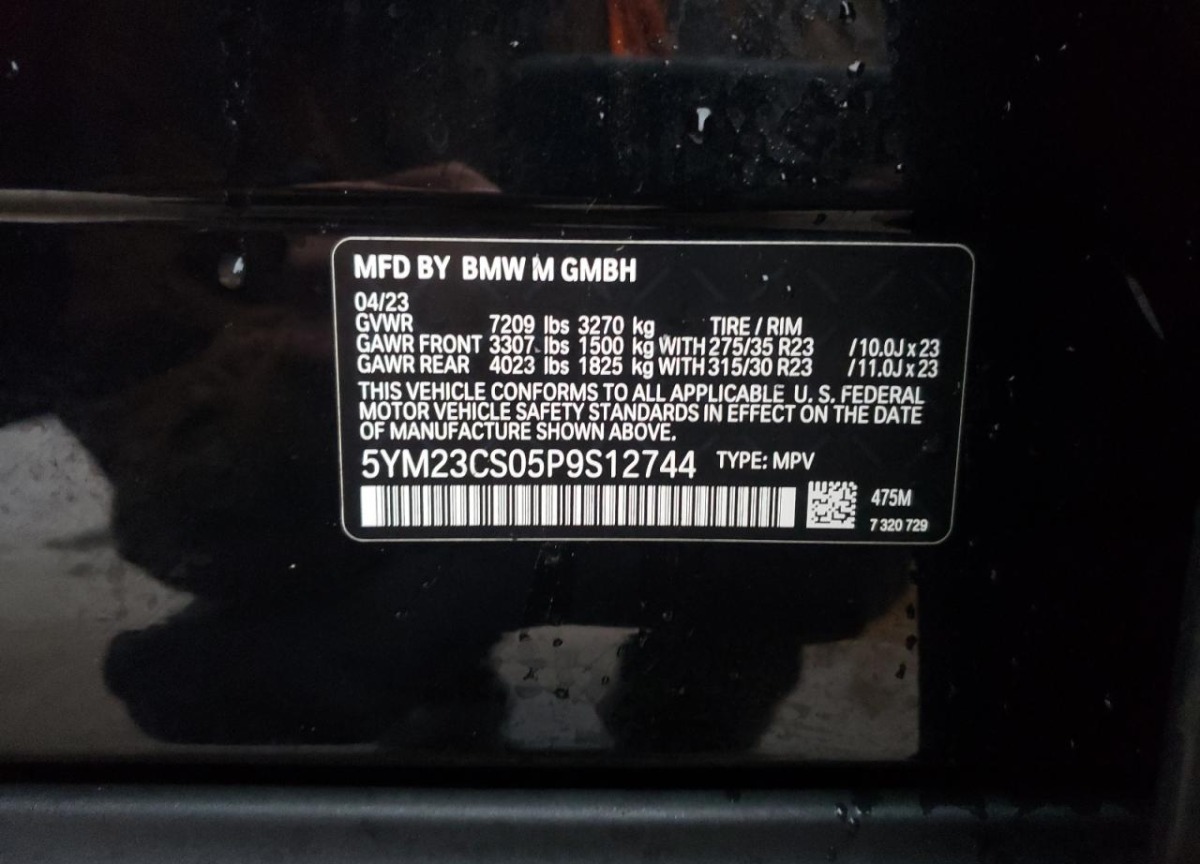 MFD BY BMW M GMBH
04/23
GVWR 7209 lbs 3270 kg TIRE / RIM
GAWR FRONT 3307 lbs 1500 kg WITH 275/35 R23 /10.0J x 23
GAWR REAR 4023 lbs 1825 kg WITH 315/30 R23 /11.0J x 23
THIS VEHICLE CONFORMS TO ALL APPLICABLE U. S. FEDERAL
MOTOR VEHICLE SAFETY STANDARDS IN EFFECT ON THE DATE
OF MANUFACTURE SHOWN ABOVE.
5YM23CS05P9S12744 TYPE: MPV
475M
7 320 729